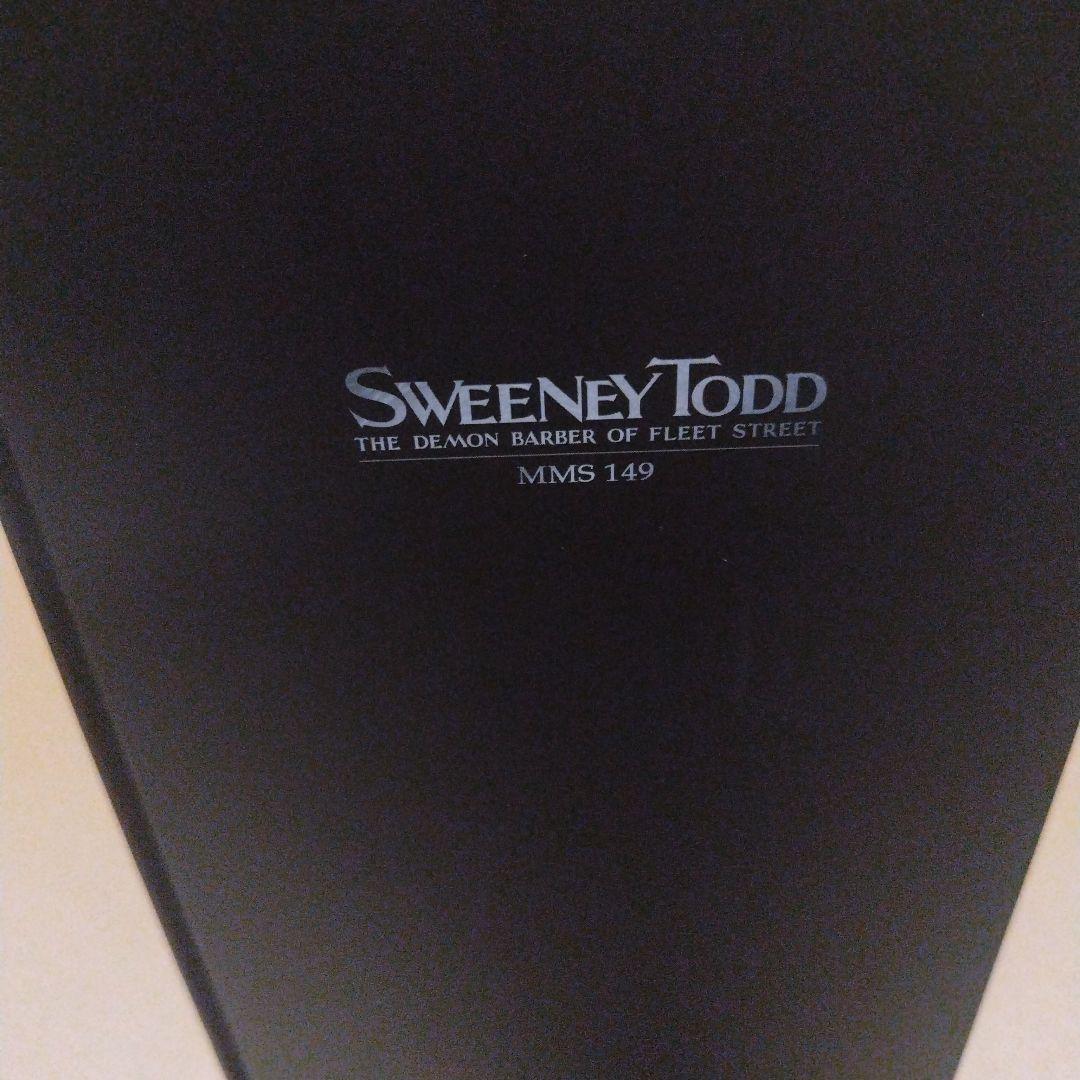 SWEENEY TODD
THE DEMON BARBER OF FLEET STREET
MMS 149